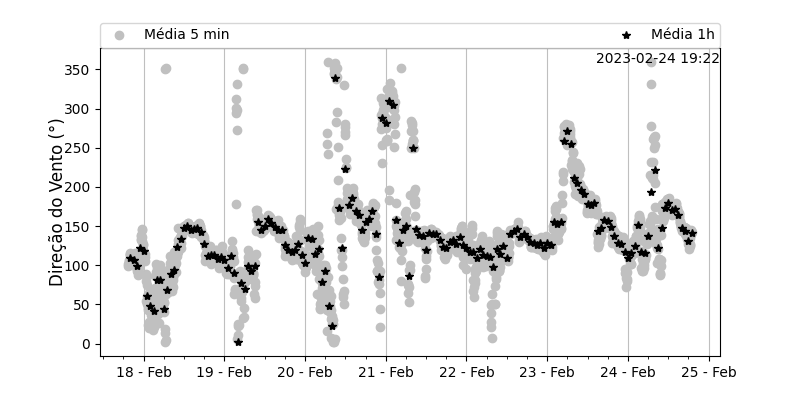 Média 5 min
Média 1h
2023-02-24 19:22
Direção do Vento (°)
350
300
250
200
150
100
50
0
18 - Feb
19 - Feb
20 - Feb
21 - Feb
22 - Feb
23 - Feb
24 - Feb
25 - Feb